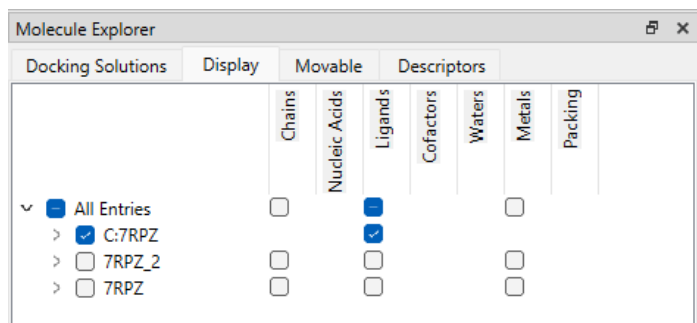 Molecule Explorer
Docking Solutions Display Movable Descriptors
Chains Nucleic Acids Ligands Cofactors Waters Metals Packing
All Entries
C:7RPZ
7RPZ_2
7RPZ